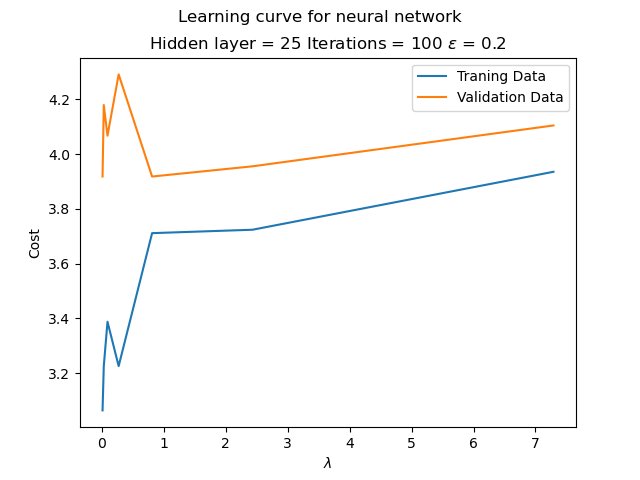 Learning curve for neural network
Hidden layer = 25 Iterations = 100 ε = 0.2
Traning Data
Validation Data
Cost
4.2
4.0
3.8
3.6
3.4
3.2
0 1 2 3 4 5 6 7
λ